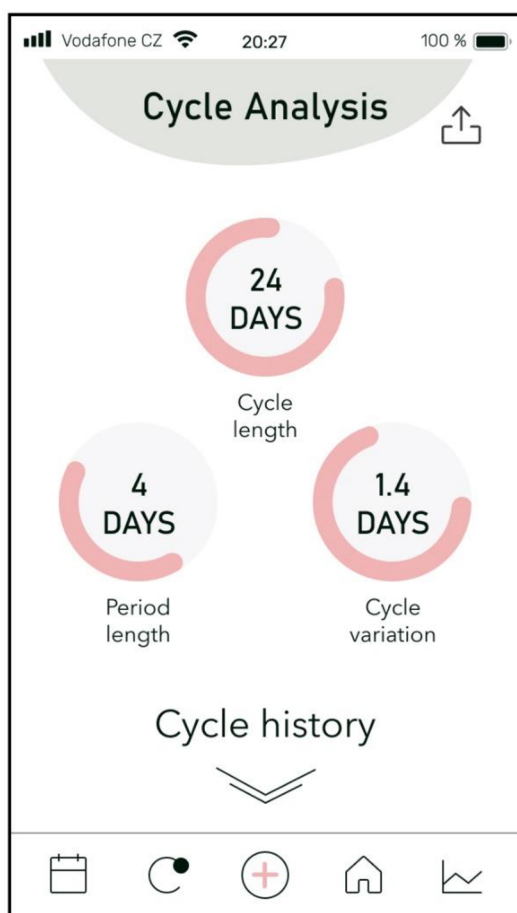 Vodafone CZ 20:27 100 %
Cycle Analysis
24
DAYS
Cycle
length
4
DAYS
Period
length
1.4
DAYS
Cycle
variation
Cycle history